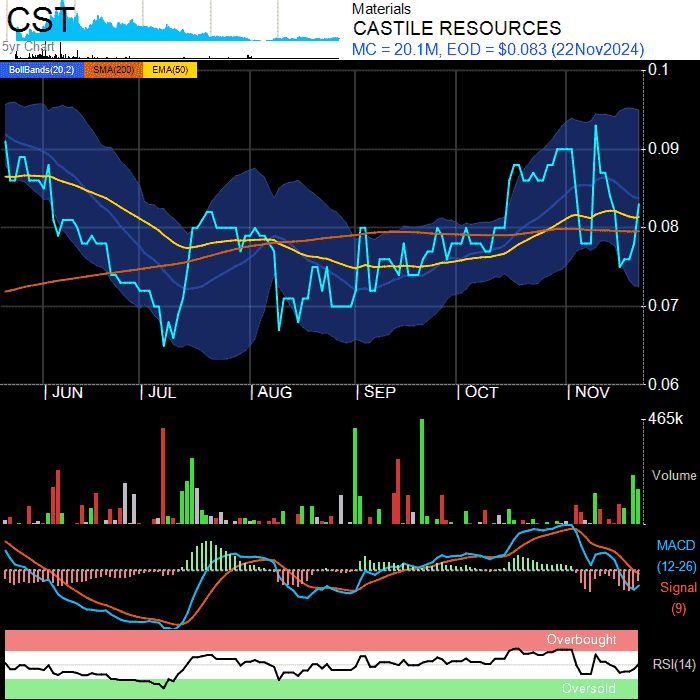 CST
5yr Chart
Materials
CASTILE RESOURCES
MC = 20.1M, EOD = $0.083 (22Nov2024)
BollBands(20,2) SMA(200) EMA(50)
0.1
0.09
0.08
0.07
0.06
JUN JUL AUG SEP OCT NOV
465k
Volume
MACD
(12-26)
Signal
(9)
Overbought
RSI(14)
Oversold